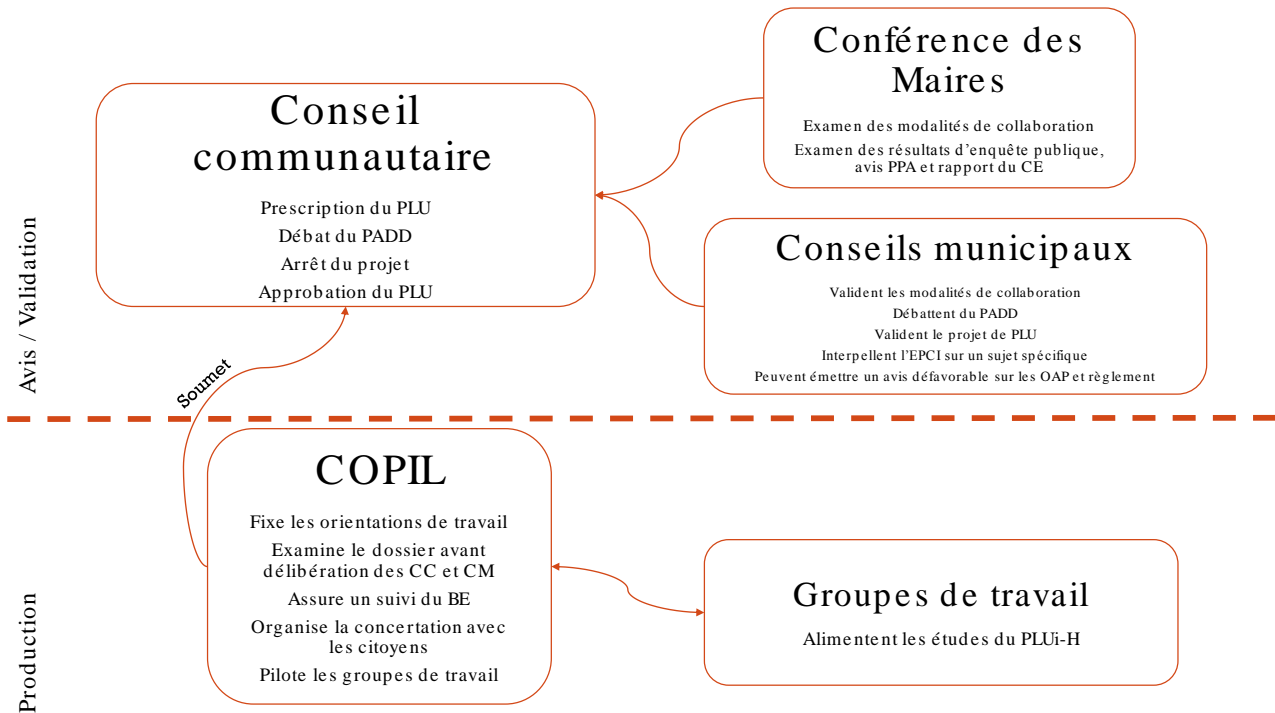 Conférence des
Maires
Examen des modalités de collaboration
Examen des résultats d’enquête publique,
avis PPA et rapport du CE
Conseil
communautaire
Prescription du PLU
Débat du PADD
Arrêt du projet
Approbation du PLU
Conseils municipaux
Valident les modalités de collaboration
Débattent du PADD
Valident le projet de PLU
Interpellent l’EPCI sur un sujet spécifique
Peuvent émettre un avis défavorable sur les OAP et règlement
Avis / Validation
Soumet
COPIL
Fixe les orientations de travail
Examine le dossier avant
délibération des CC et CM
Assure un suivi du BE
Organise la concertation avec
les citoyens
Pilote les groupes de travail
Groupes de travail
Alimentent les études du PLUi-H
Production